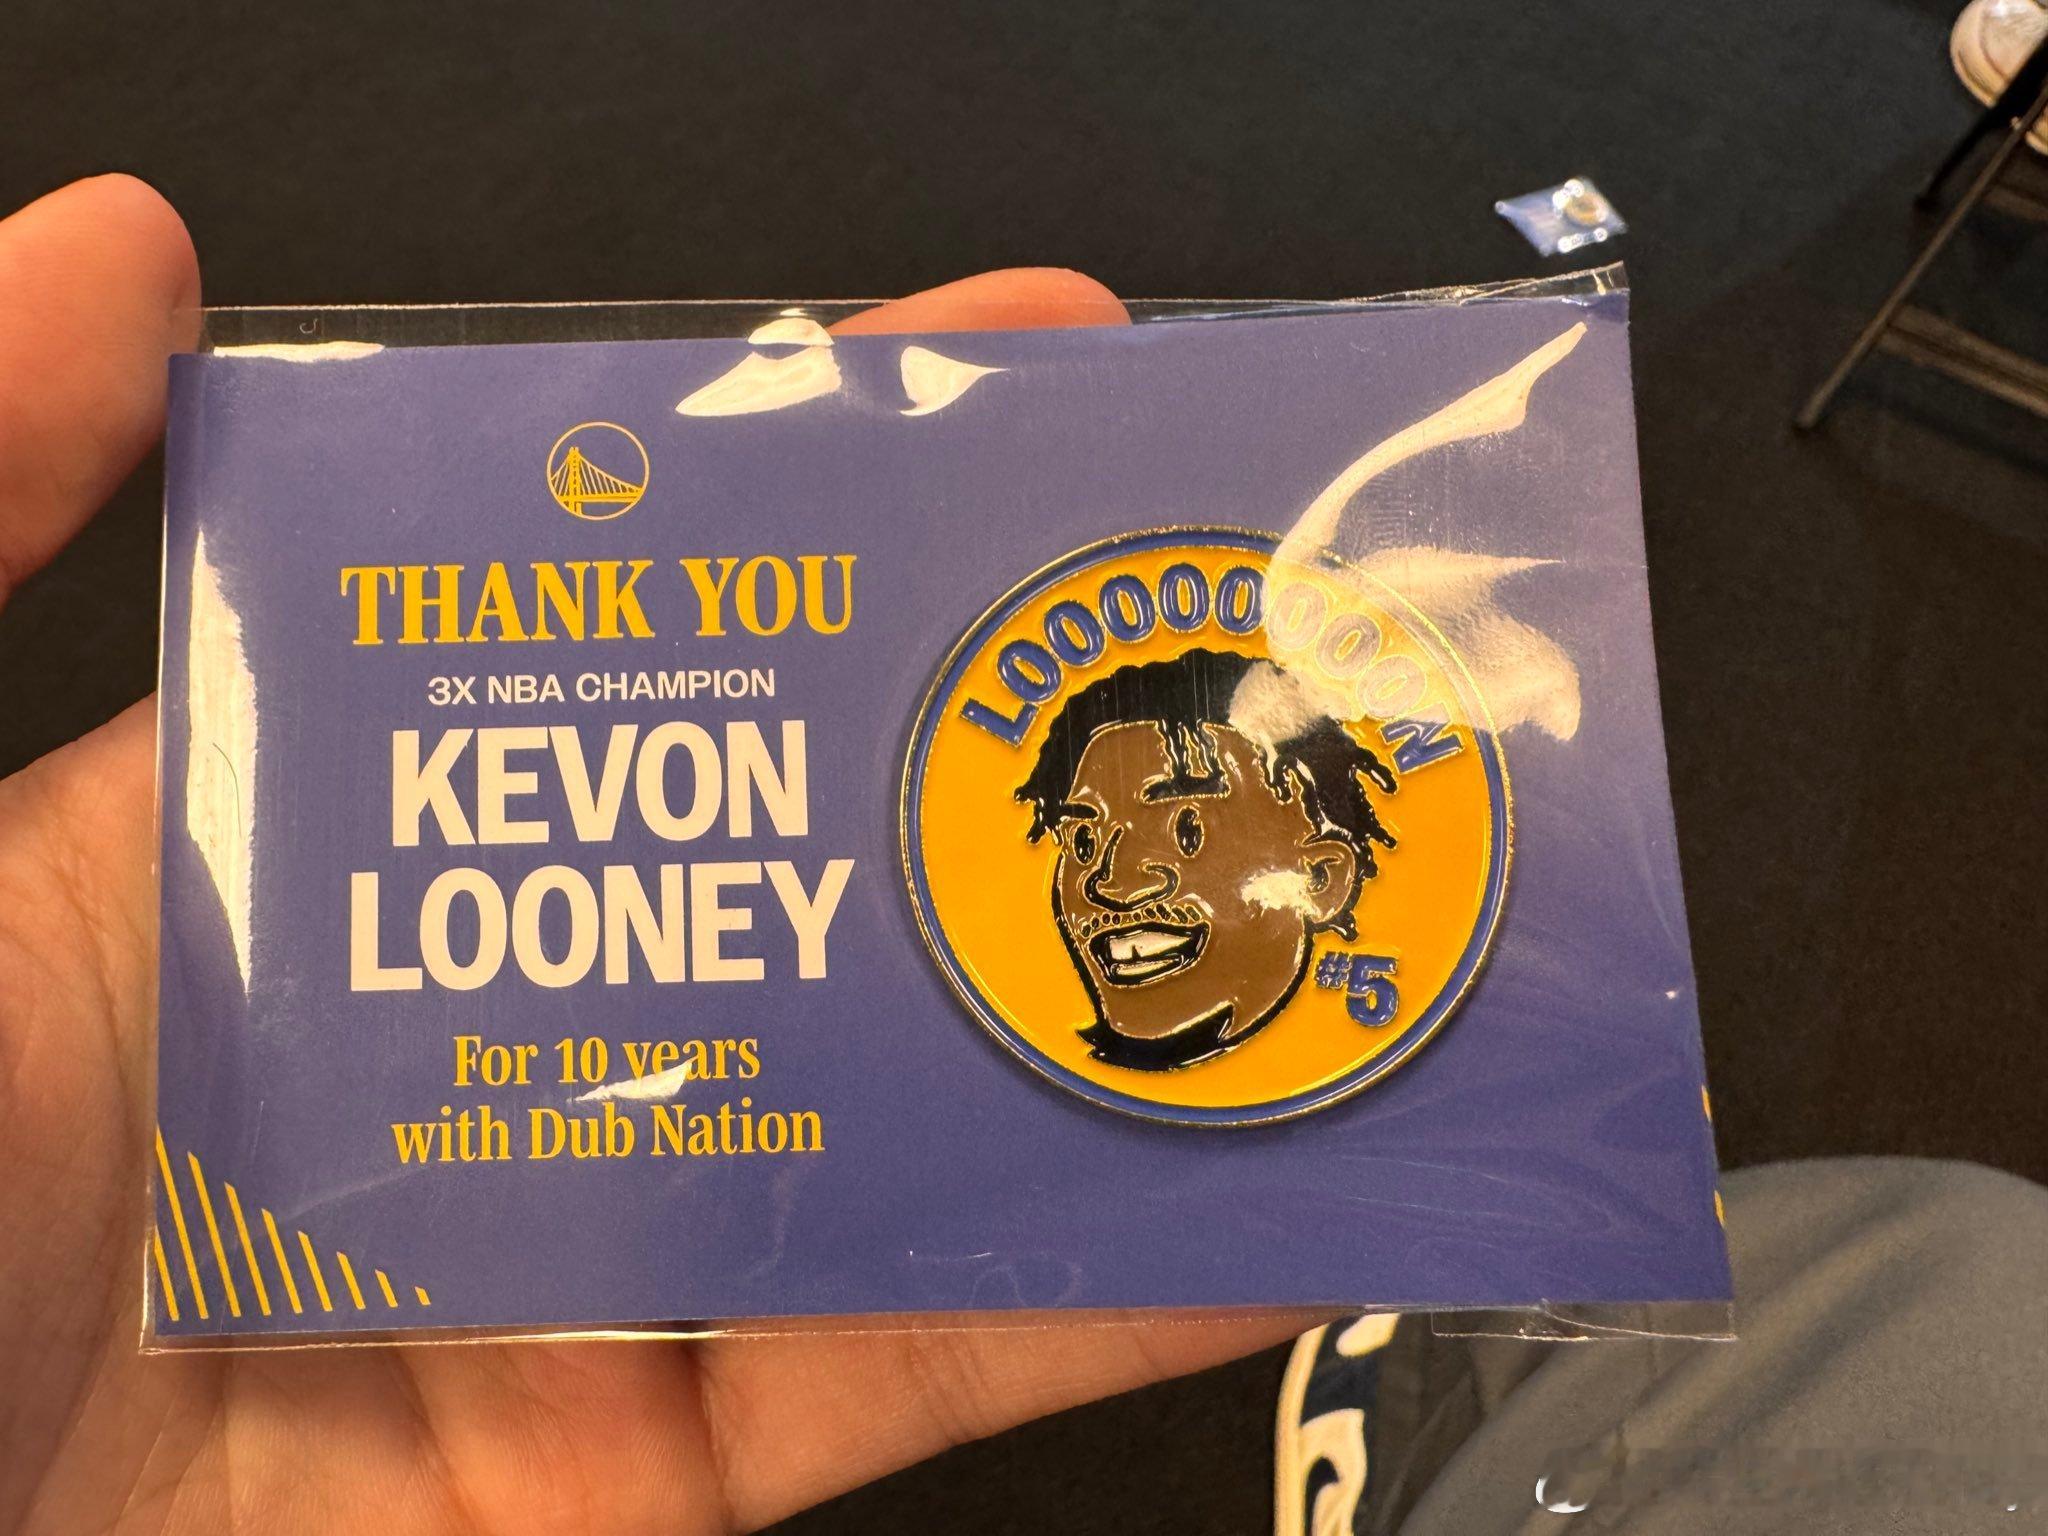 THANK YOU
3X NBA CHAMPION
KEVON
LOONEY
For 10 years
with Dub Nation
LOOOOOOOOON
#5